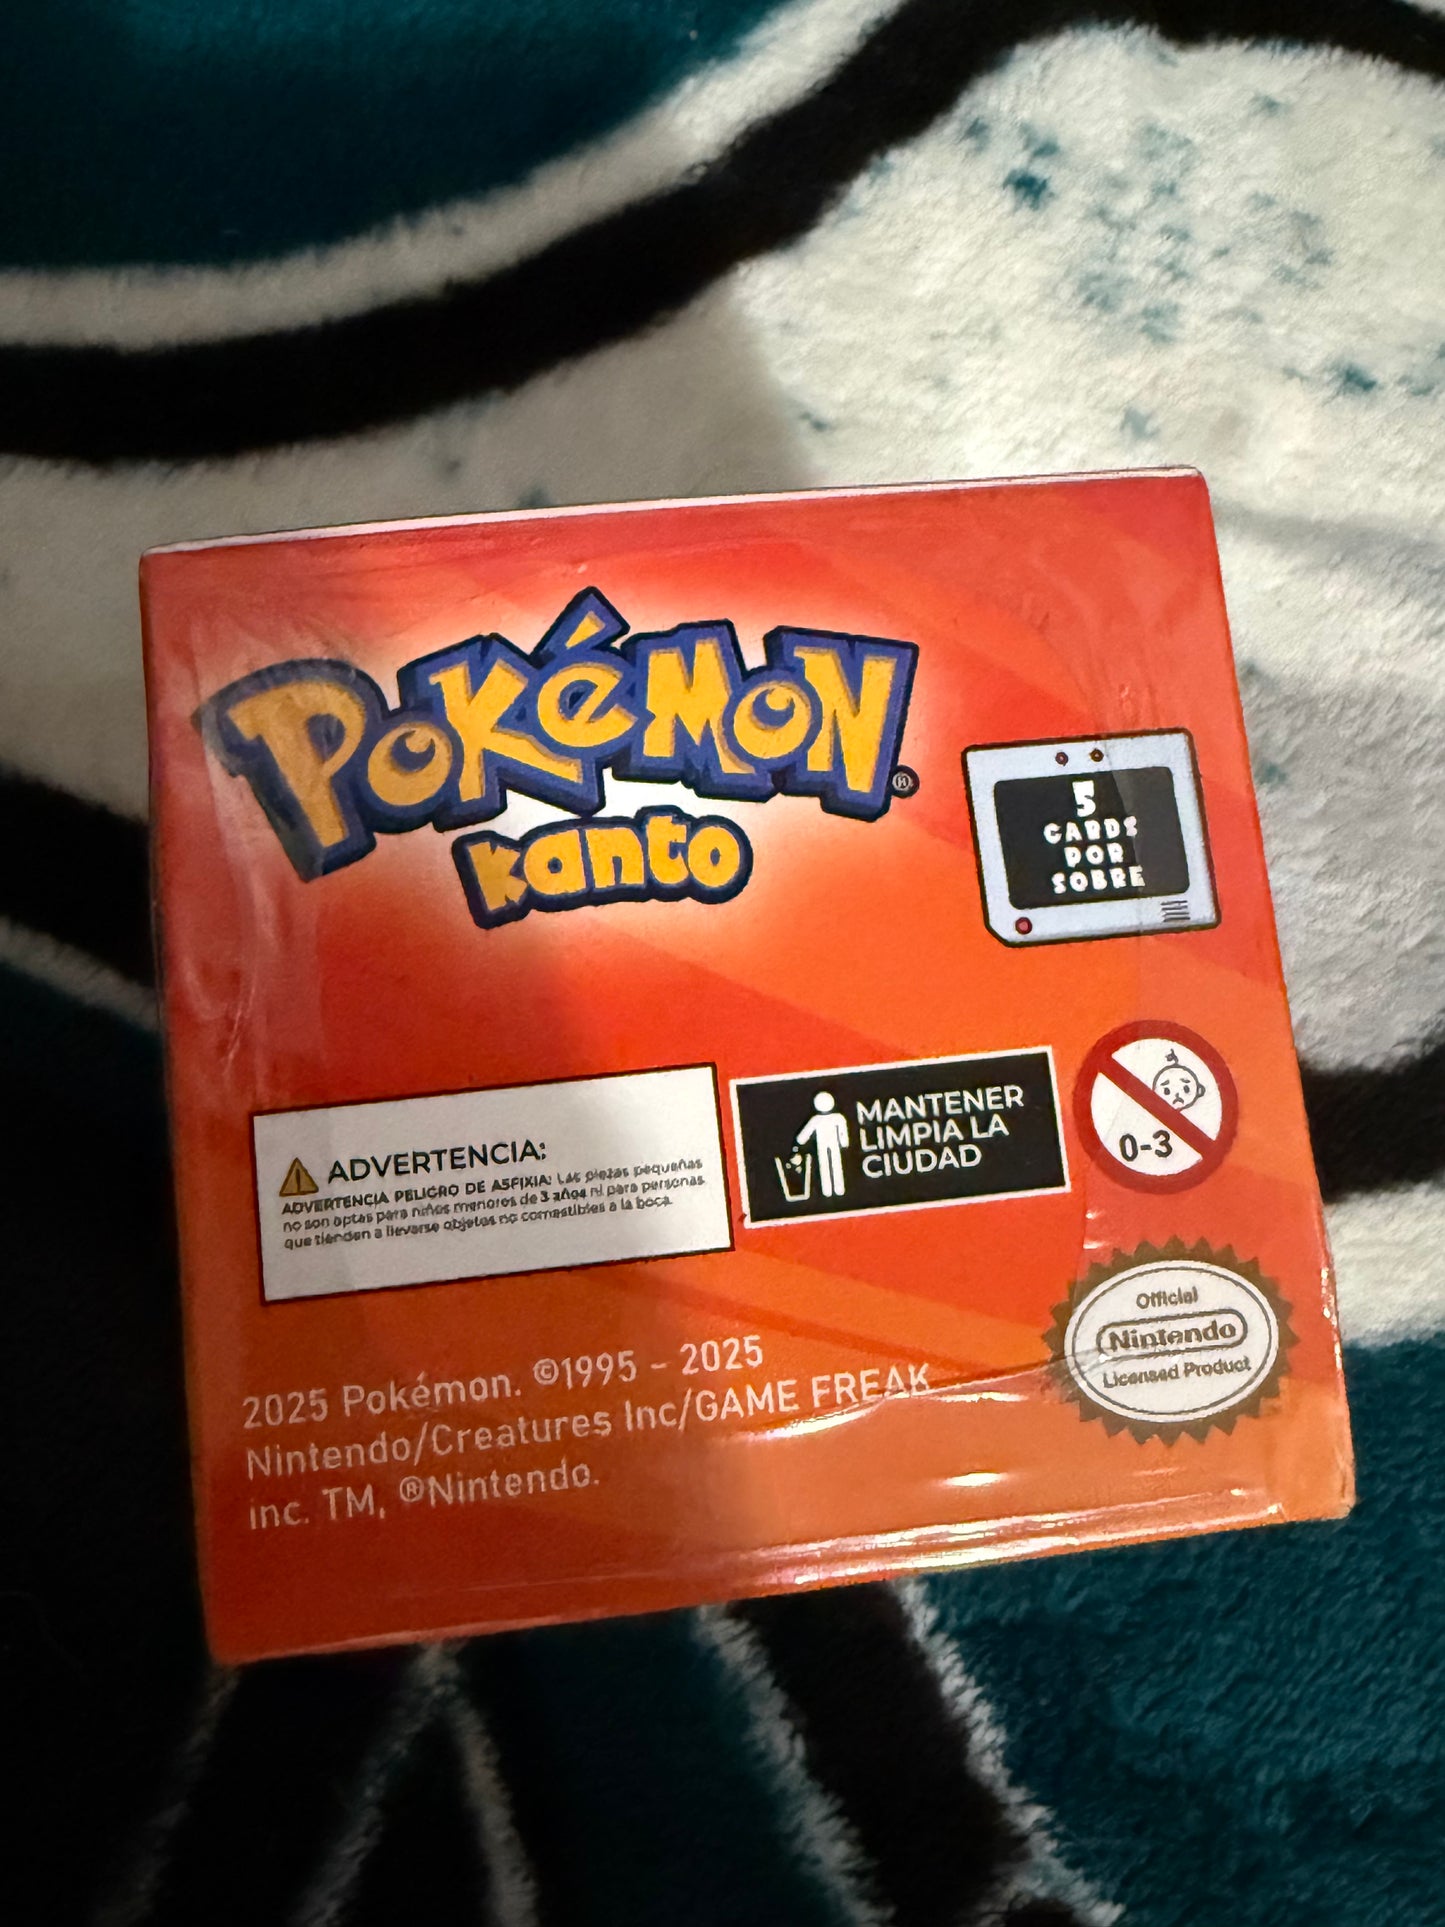 POKéMON®
kanto
5
CARDS
POR
SOBRE
ADVERTENCIA:
ADVERTENCIA PELIGRO DE ASFIXIA: Las piezas pequeñas
no son aptas para niños menores de 3 años ni para personas
que tienden a llevarse objetos no comestibles a la boca.
MANTENER
LIMPIA LA
CIUDAD
0-3
Official
Nintendo
Licensed Product
2025 Pokémon. ©1995 - 2025
Nintendo/Creatures Inc/GAME FREAK
inc. TM, ®Nintendo.